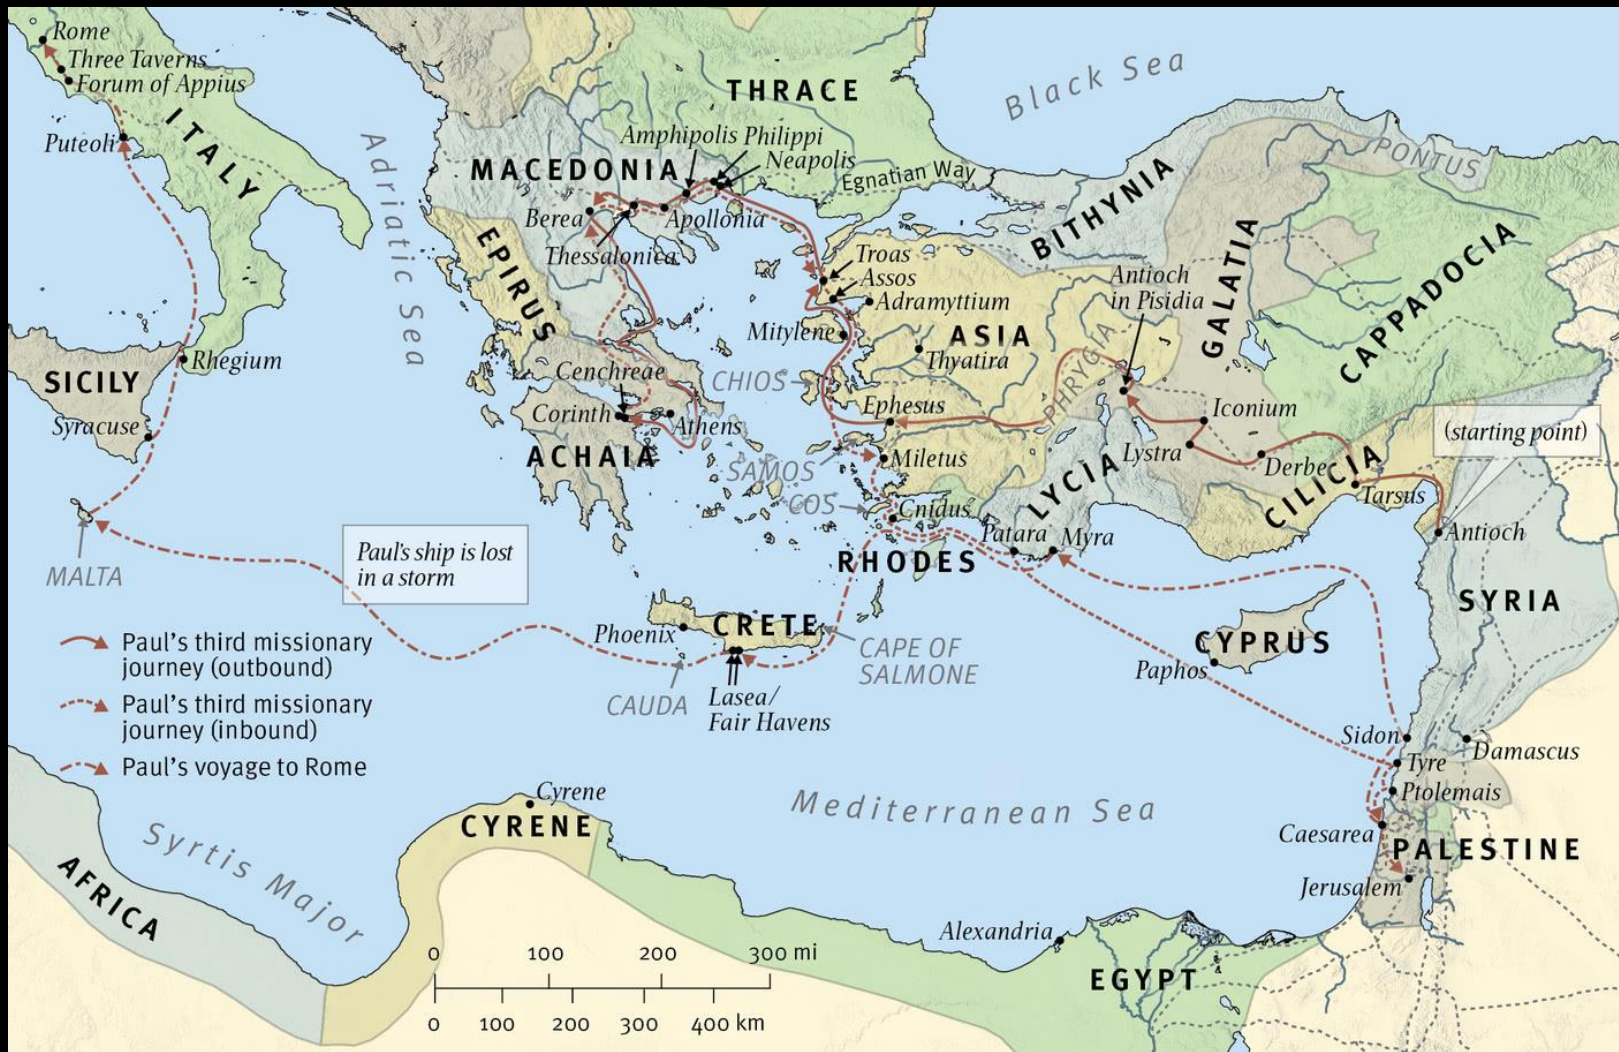 Rome
Three Taverns
Forum of Appius
Puteoli
ITALY
Adriatic Sea
THRACE
Black Sea
Amphipolis
Philippi
Neapolis
MACEDONIA
Egnatian Way
PONTUS
BITHYNIA
Berea
Apollonia
Thessalonica
EPIRUS
Troas
Assos
Adramyttium
Antioch
in Pisidia
GALATIA
CAPPADOCIA
Mitylene
ASIA
Thyatira
PHRYGIA
Rhegium
SICILY
Syracuse
Cenchreae
CHIOS
Corinth
Athens
Ephesus
Iconium
(starting point)
ACHAIA
SAMOS
Miletus
Lystra
Derbe
LYCIA
CILICIA
Tarsus
COS
Cnidus
Patara
Myra
Antioch
MALTA
Paul's ship is lost
in a storm
RHODES
SYRIA
Phoenix
CRETE
CAPE OF
SALMONE
CYPRUS
Paphos
CAUDA
Lasea/
Fair Havens
Paul's third missionary
journey (outbound)
Paul's third missionary
journey (inbound)
Paul's voyage to Rome
Sidon
Damascus
Tyre
Ptolemais
Cyrene
CYRENE
Mediterranean Sea
Caesarea
PALESTINE
Jerusalem
Syrtis Major
AFRICA
Alexandria
EGYPT
0 100 200 300 mi
0 100 200 300 400 km